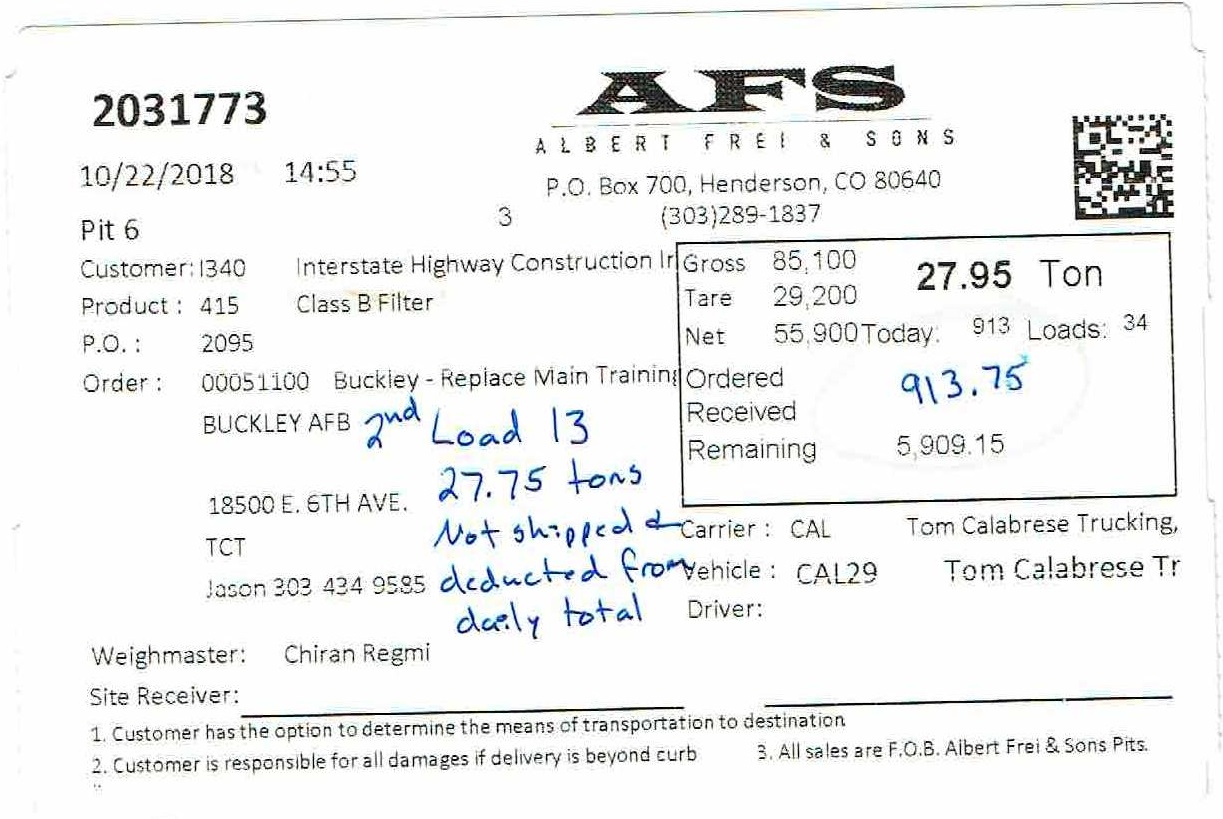 2031773
AFS
ALBERT FREI & SONS
10/22/2018 14:55
P.O. Box 700, Henderson, CO 80640
3 (303)289-1837
Pit 6
Customer: I340 Interstate Highway Construction Ir
Product : 415 Class B Filter
P.O. : 2095
Order : 00051100 Buckley - Replace Main Training
BUCKLEY AFB
18500 E. 6TH AVE.
TCT
Jason 303 434 9585
2nd Load 13
27.75 tons
Not shipped &
deducted from
daily total
Gross 85,100 27.95 Ton
Tare 29,200
Net 55,900 Today: 913 Loads: 34
Ordered 913.75
Received
Remaining 5,909.15
Carrier : CAL Tom Calabrese Trucking,
Vehicle : CAL29 Tom Calabrese Tr
Driver:
Weighmaster: Chiran Regmi
Site Receiver:
1. Customer has the option to determine the means of transportation to destination
2. Customer is responsible for all damages if delivery is beyond curb 3. All sales are F.O.B. Albert Frei & Sons Pits.